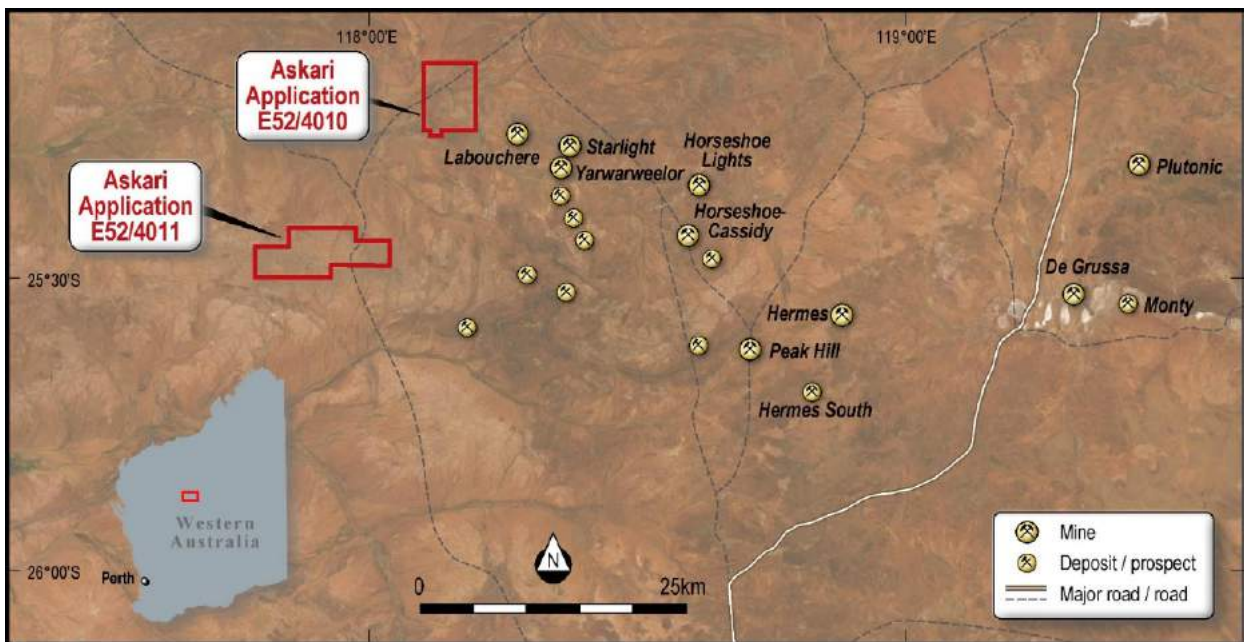 118°00'E
119°00'E
Askari
Application
E52/4010
Labouchere
Starlight
Yarwarweelor
Horseshoe
Lights
Plutonic
Askari
Application
E52/4011
Horseshoe-
Cassidy
25°30'S
De Grussa
Monty
Hermes
Peak Hill
Hermes South
Western
Australia
Perth
26°00'S
N
0
25km
Mine
Deposit / prospect
Major road / road